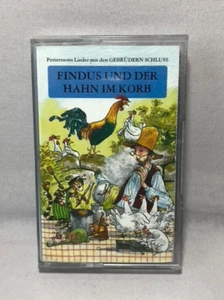 Pettersons Lieder mit den GEBRÜDERN SCHLUSS
FINDUS UND DER
HAHN IM KORB